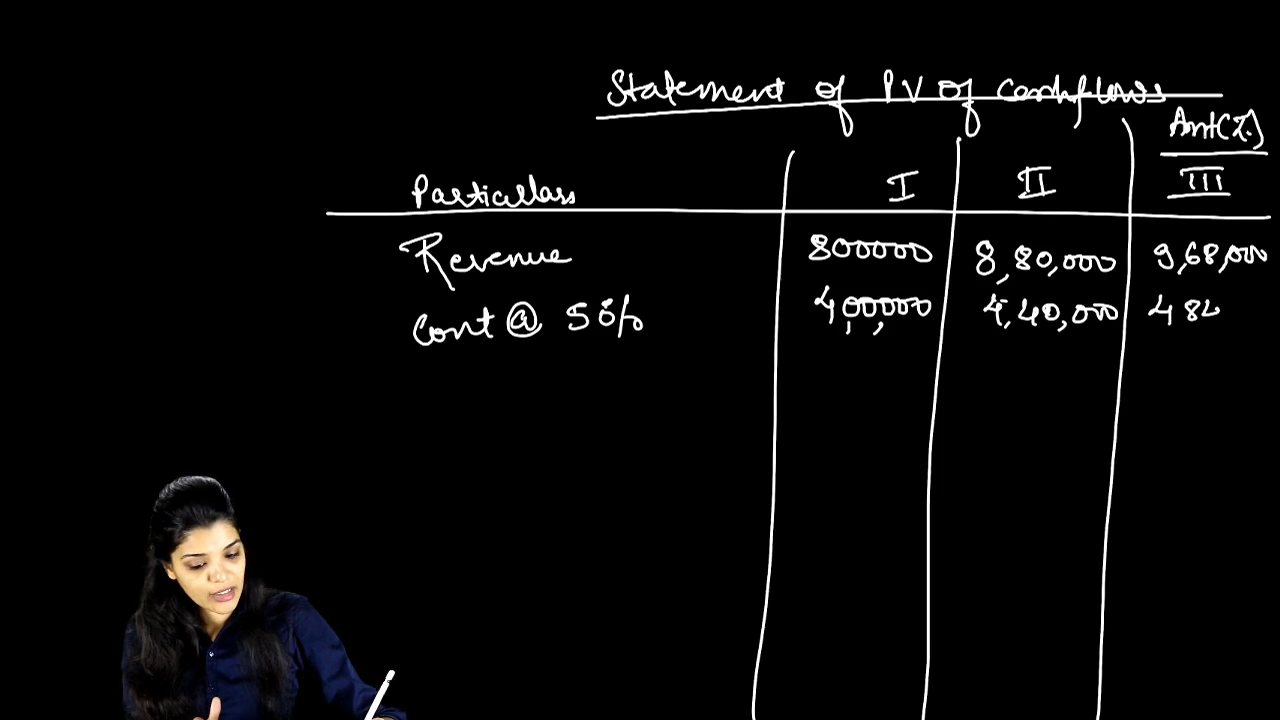 Statement of PV of Cashflows
Amt(₹.)
Particulars I II III
Revenue 800000 8,80,000 9,68,000
Cont @ 50% 4,00,000 4,40,000 484